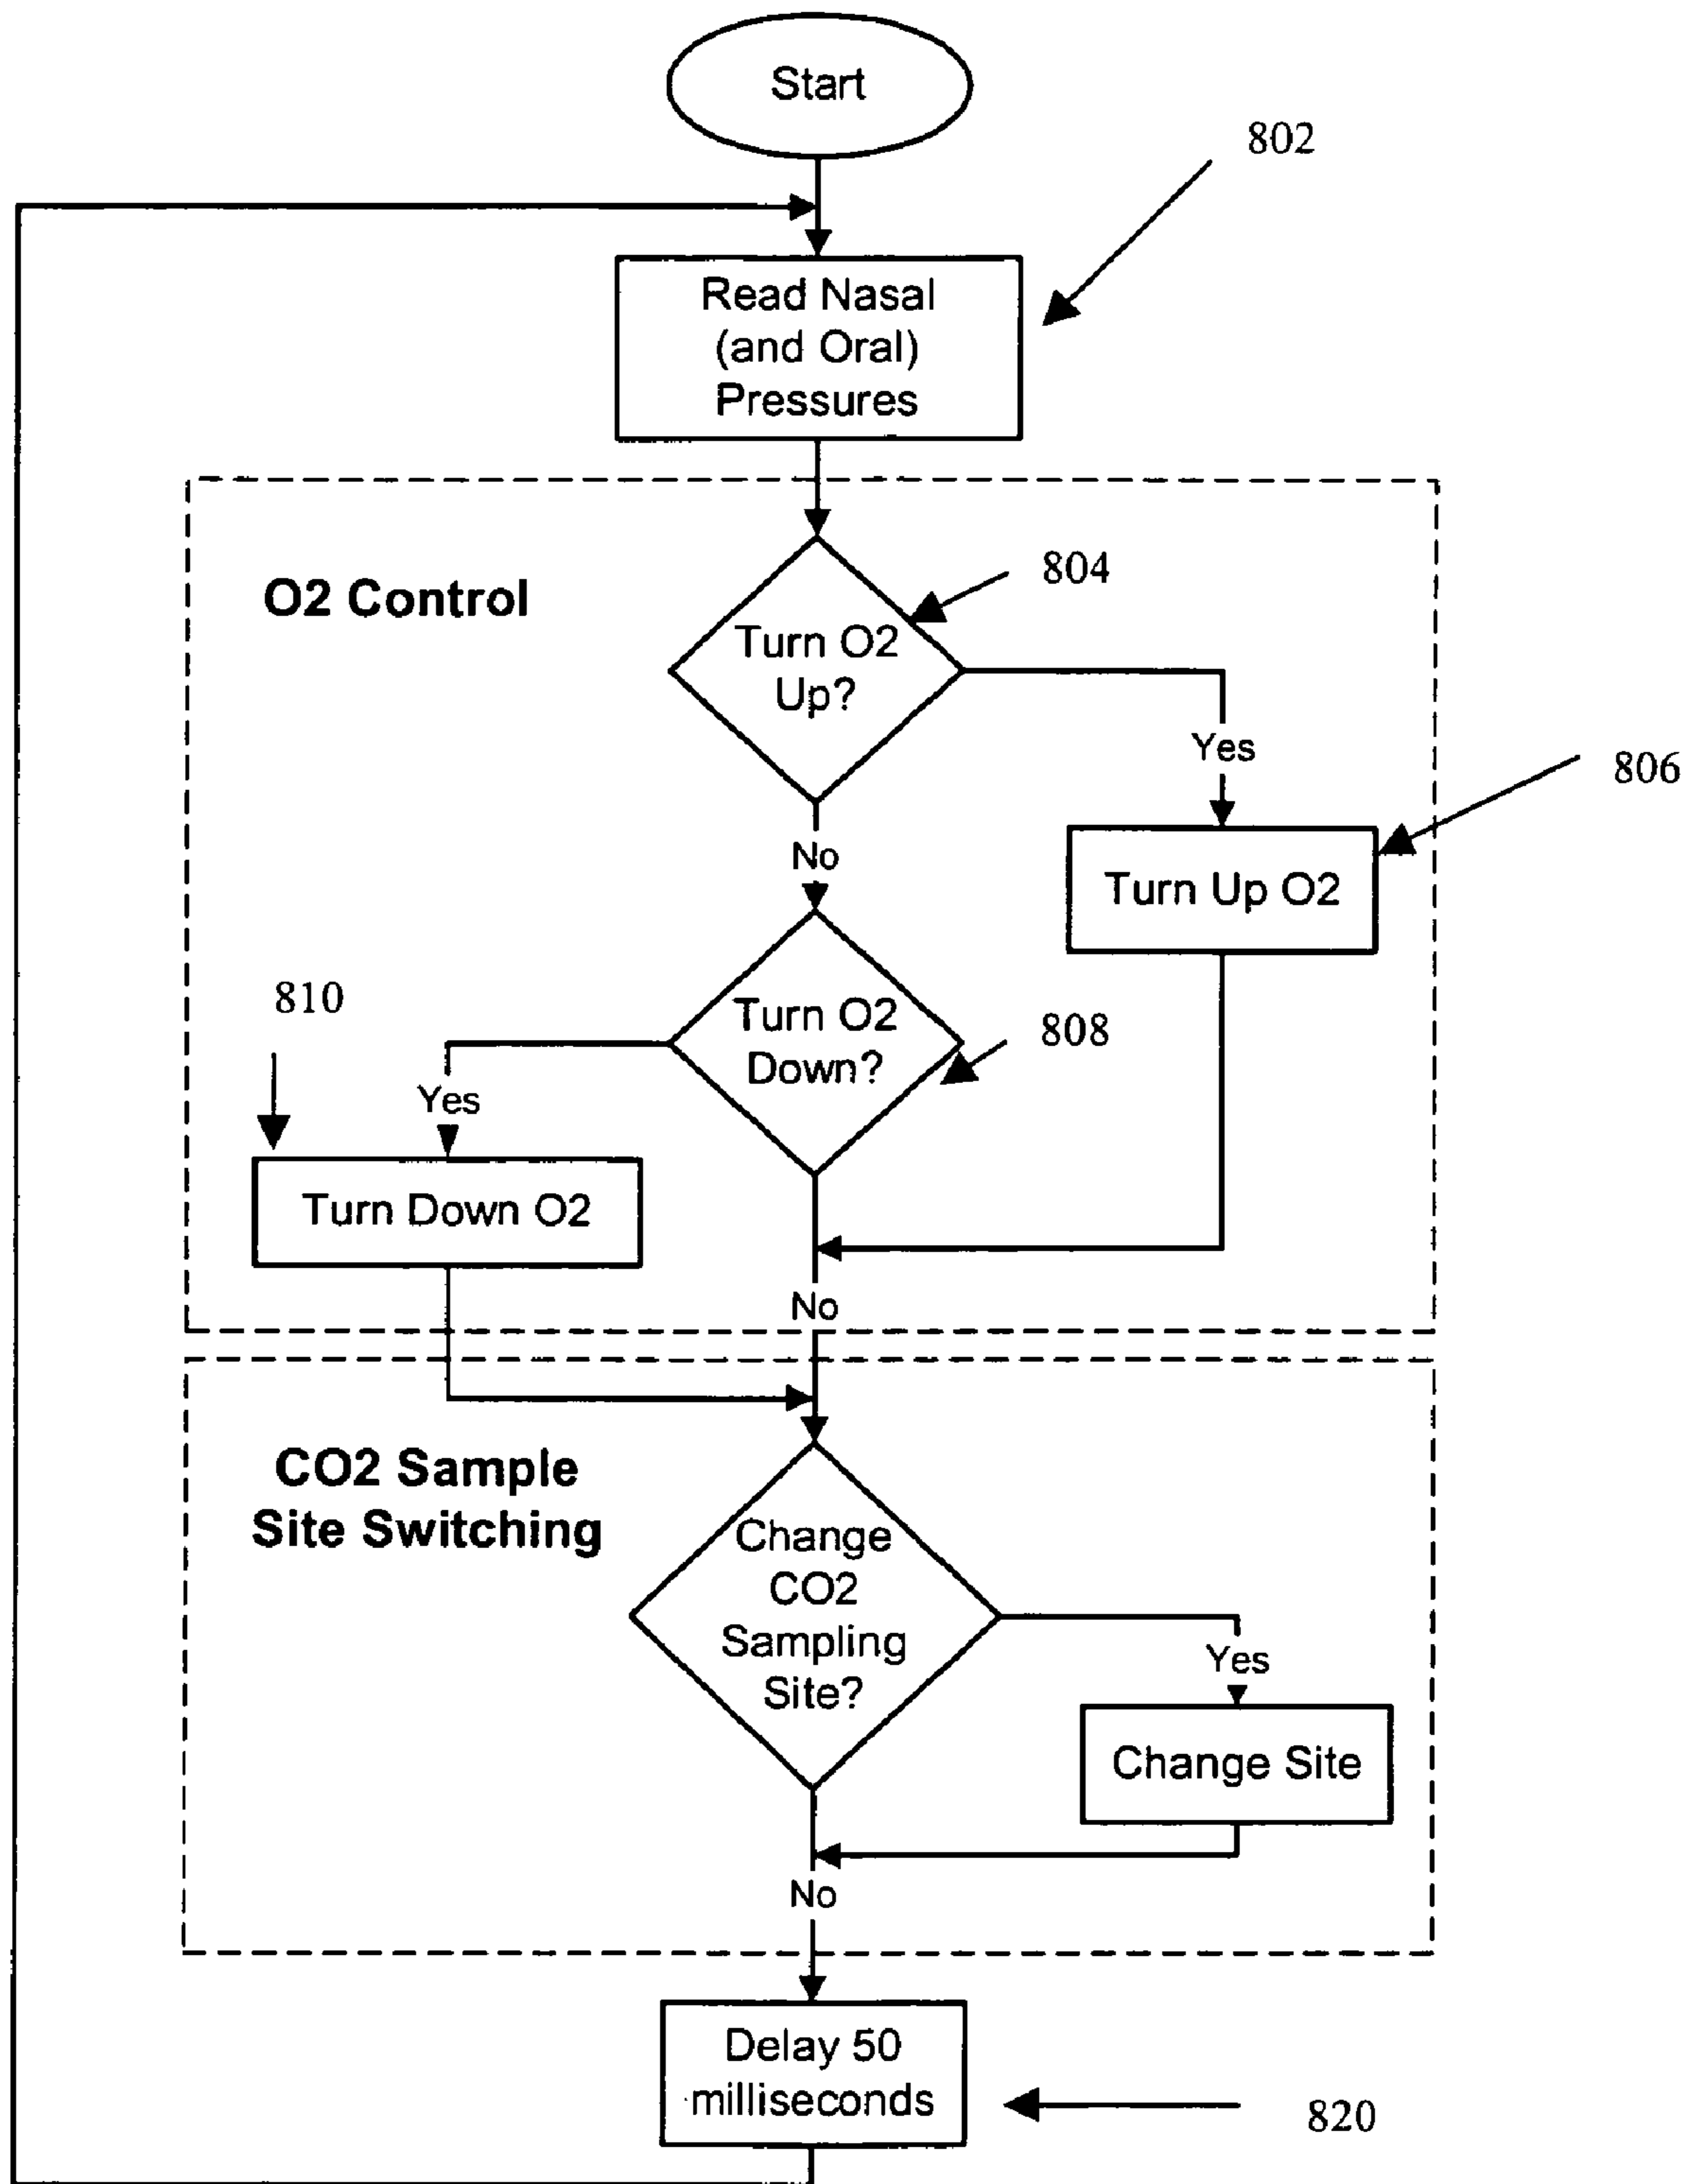 Start
802
Read Nasal
(and Oral)
Pressures
O2 Control
804
Turn O2
Up?
Yes
806
No
Turn Up O2
810
Turn O2
Down?
808
Yes
Turn Down O2
No
CO2 Sample
Site Switching
Change
CO2
Sampling
Site?
Yes
Change Site
No
Delay 50
milliseconds
820